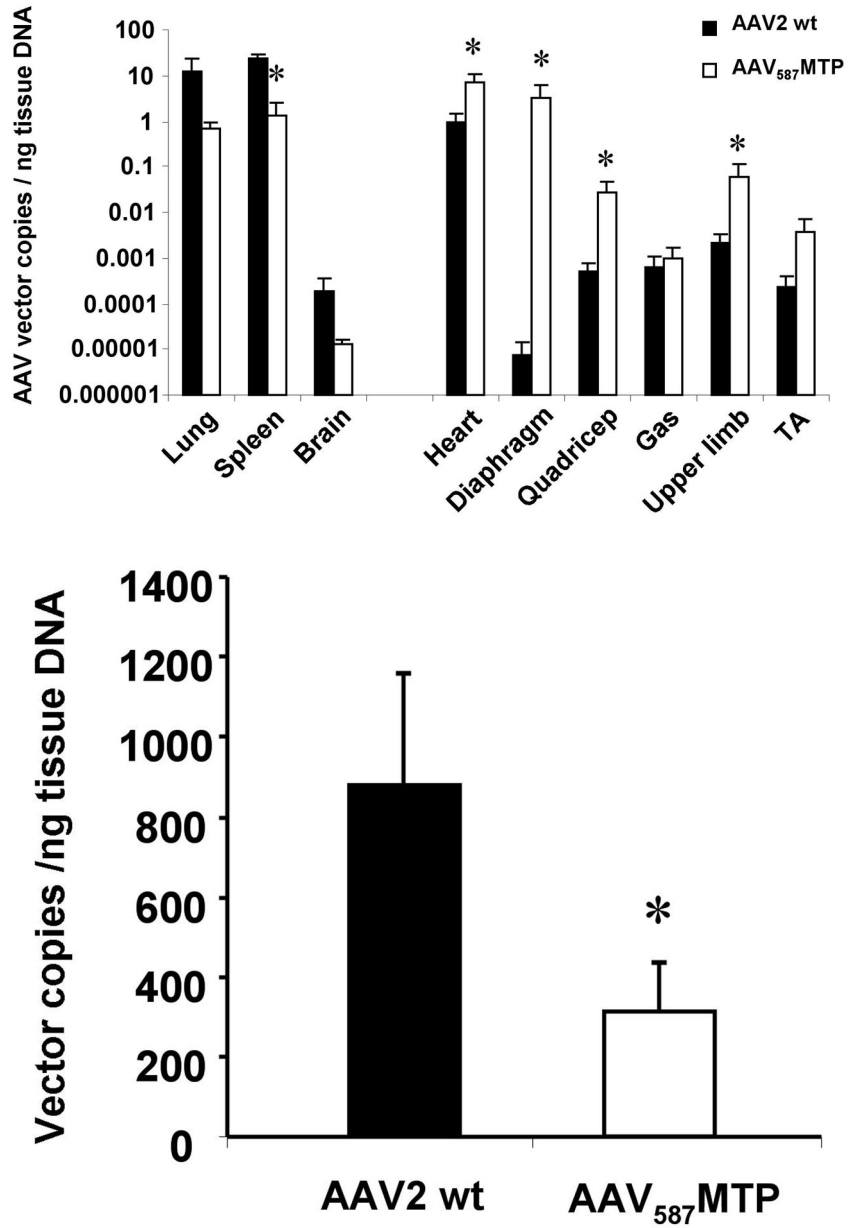 AAV2 wt
AAV587MTP
AAV vector copies / ng tissue DNA
100
10
1
0.1
0.01
0.001
0.0001
0.00001
0.000001
*
*
*
*
*
Lung
Spleen
Brain
Heart
Diaphragm
Quadricep
Gas
Upper limb
TA
Vector copies /ng tissue DNA
1400
1200
1000
800
600
400
200
0
*
AAV2 wt
AAV587MTP